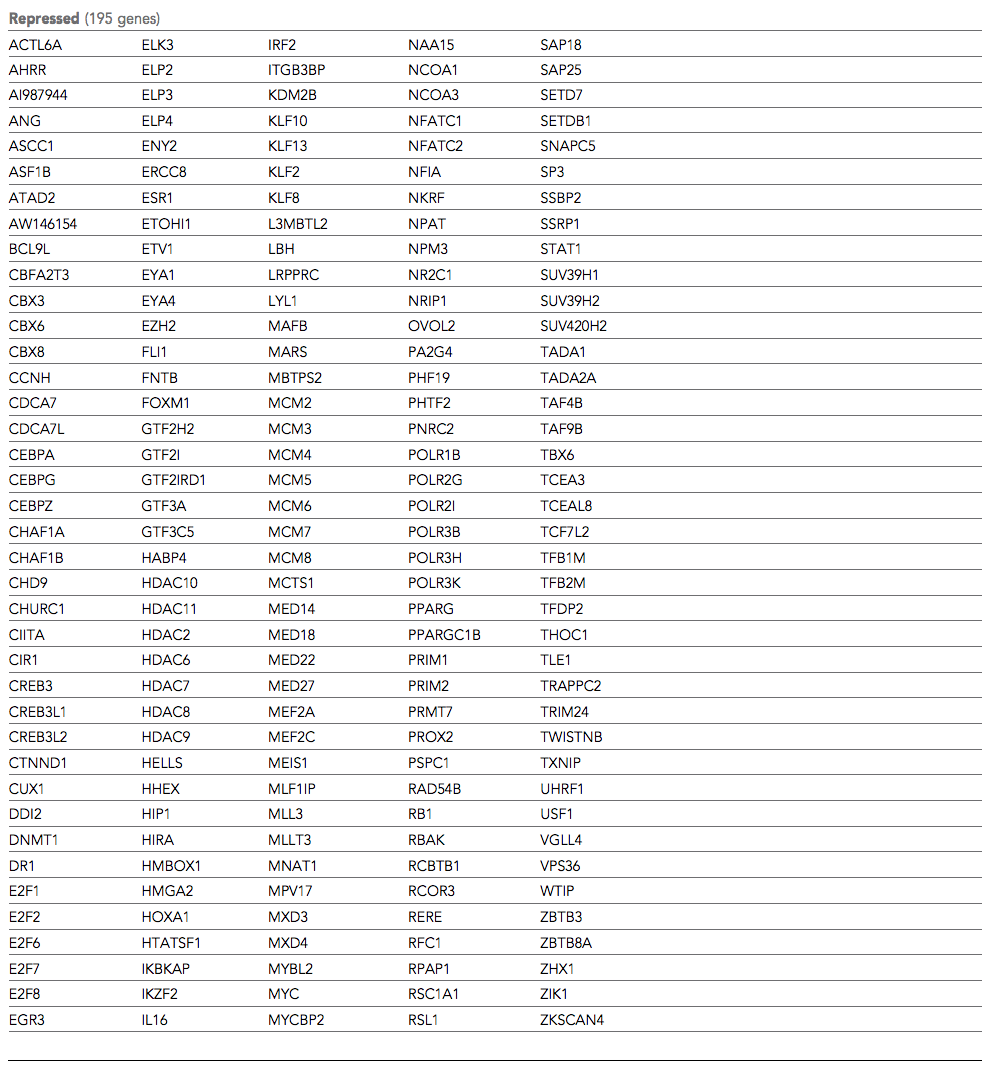 Repressed (195 genes)
ACTL6A ELK3 IRF2 NAA15 SAP18
AHRR ELP2 ITGB3BP NCOA1 SAP25
AI987944 ELP3 KDM2B NCOA3 SETD7
ANG ELP4 KLF10 NFATC1 SETDB1
ASCC1 ENY2 KLF13 NFATC2 SNAPC5
ASF1B ERCC8 KLF2 NFIA SP3
ATAD2 ESR1 KLF8 NKRF SSBP2
AW146154 ETOHI1 L3MBTL2 NPAT SSRP1
BCL9L ETV1 LBH NPM3 STAT1
CBFA2T3 EYA1 LRPPRC NR2C1 SUV39H1
CBX3 EYA4 LYL1 NRIP1 SUV39H2
CBX6 EZH2 MAFB OVOL2 SUV420H2
CBX8 FLI1 MARS PA2G4 TADA1
CCNH FNTB MBTPS2 PHF19 TADA2A
CDCA7 FOXM1 MCM2 PHTF2 TAF4B
CDCA7L GTF2H2 MCM3 PNRC2 TAF9B
CEBPA GTF2I MCM4 POLR1B TBX6
CEBPG GTF2IRD1 MCM5 POLR2G TCEA3
CEBPZ GTF3A MCM6 POLR2I TCEAL8
CHAF1A GTF3C5 MCM7 POLR3B TCF7L2
CHAF1B HABP4 MCM8 POLR3H TFB1M
CHD9 HDAC10 MCTS1 POLR3K TFB2M
CHURC1 HDAC11 MED14 PPARG TFDP2
CIITA HDAC2 MED18 PPARGC1B THOC1
CIR1 HDAC6 MED22 PRIM1 TLE1
CREB3 HDAC7 MED27 PRIM2 TRAPPC2
CREB3L1 HDAC8 MEF2A PRMT7 TRIM24
CREB3L2 HDAC9 MEF2C PROX2 TWISTNB
CTNND1 HELLS MEIS1 PSPC1 TXNIP
CUX1 HHEX MLF1IP RAD54B UHRF1
DDI2 HIP1 MLL3 RB1 USF1
DNMT1 HIRA MLLT3 RBAK VGLL4
DR1 HMBOX1 MNAT1 RCBTB1 VPS36
E2F1 HMGA2 MPV17 RCOR3 WTIP
E2F2 HOXA1 MXD3 RERE ZBTB3
E2F6 HTATSF1 MXD4 RFC1 ZBTB8A
E2F7 IKBKAP MYBL2 RPAP1 ZHX1
E2F8 IKZF2 MYC RSC1A1 ZIK1
EGR3 IL16 MYCBP2 RSL1 ZKSCAN4